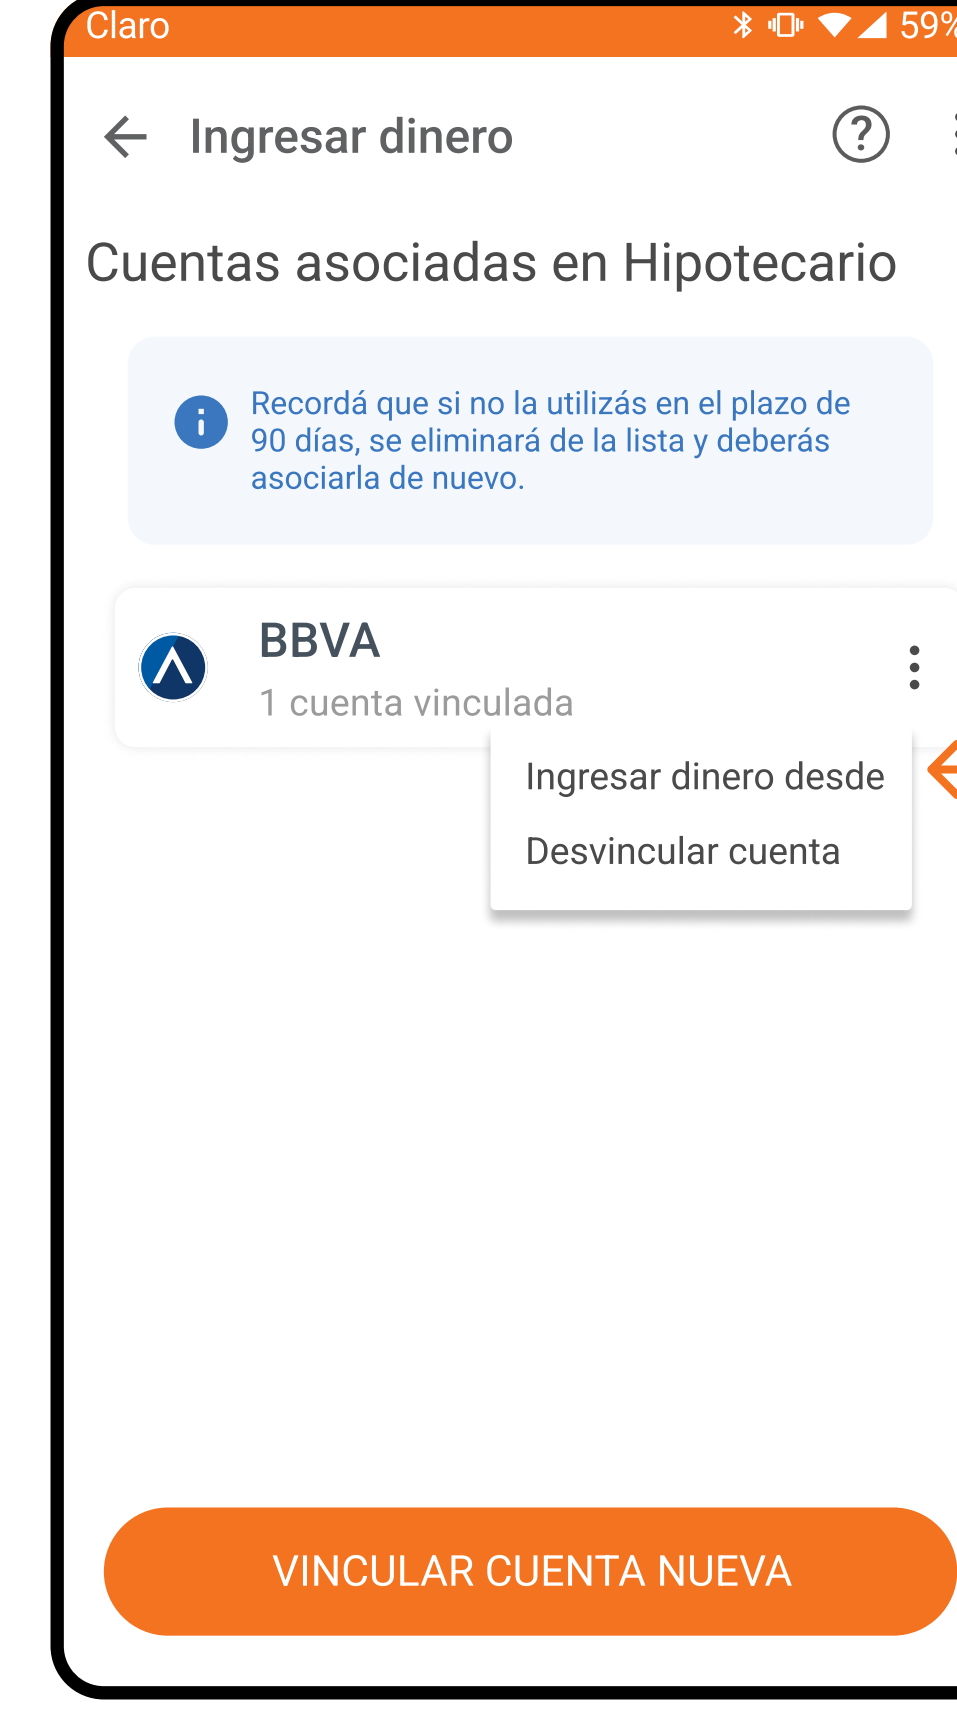 Claro 59%
Ingresar dinero
Cuentas asociadas en Hipotecario
Recordá que si no la utilizás en el plazo de
90 días, se eliminará de la lista y deberás
asociarla de nuevo.
BBVA
1 cuenta vinculada
Ingresar dinero desde
Desvincular cuenta
VINCULAR CUENTA NUEVA